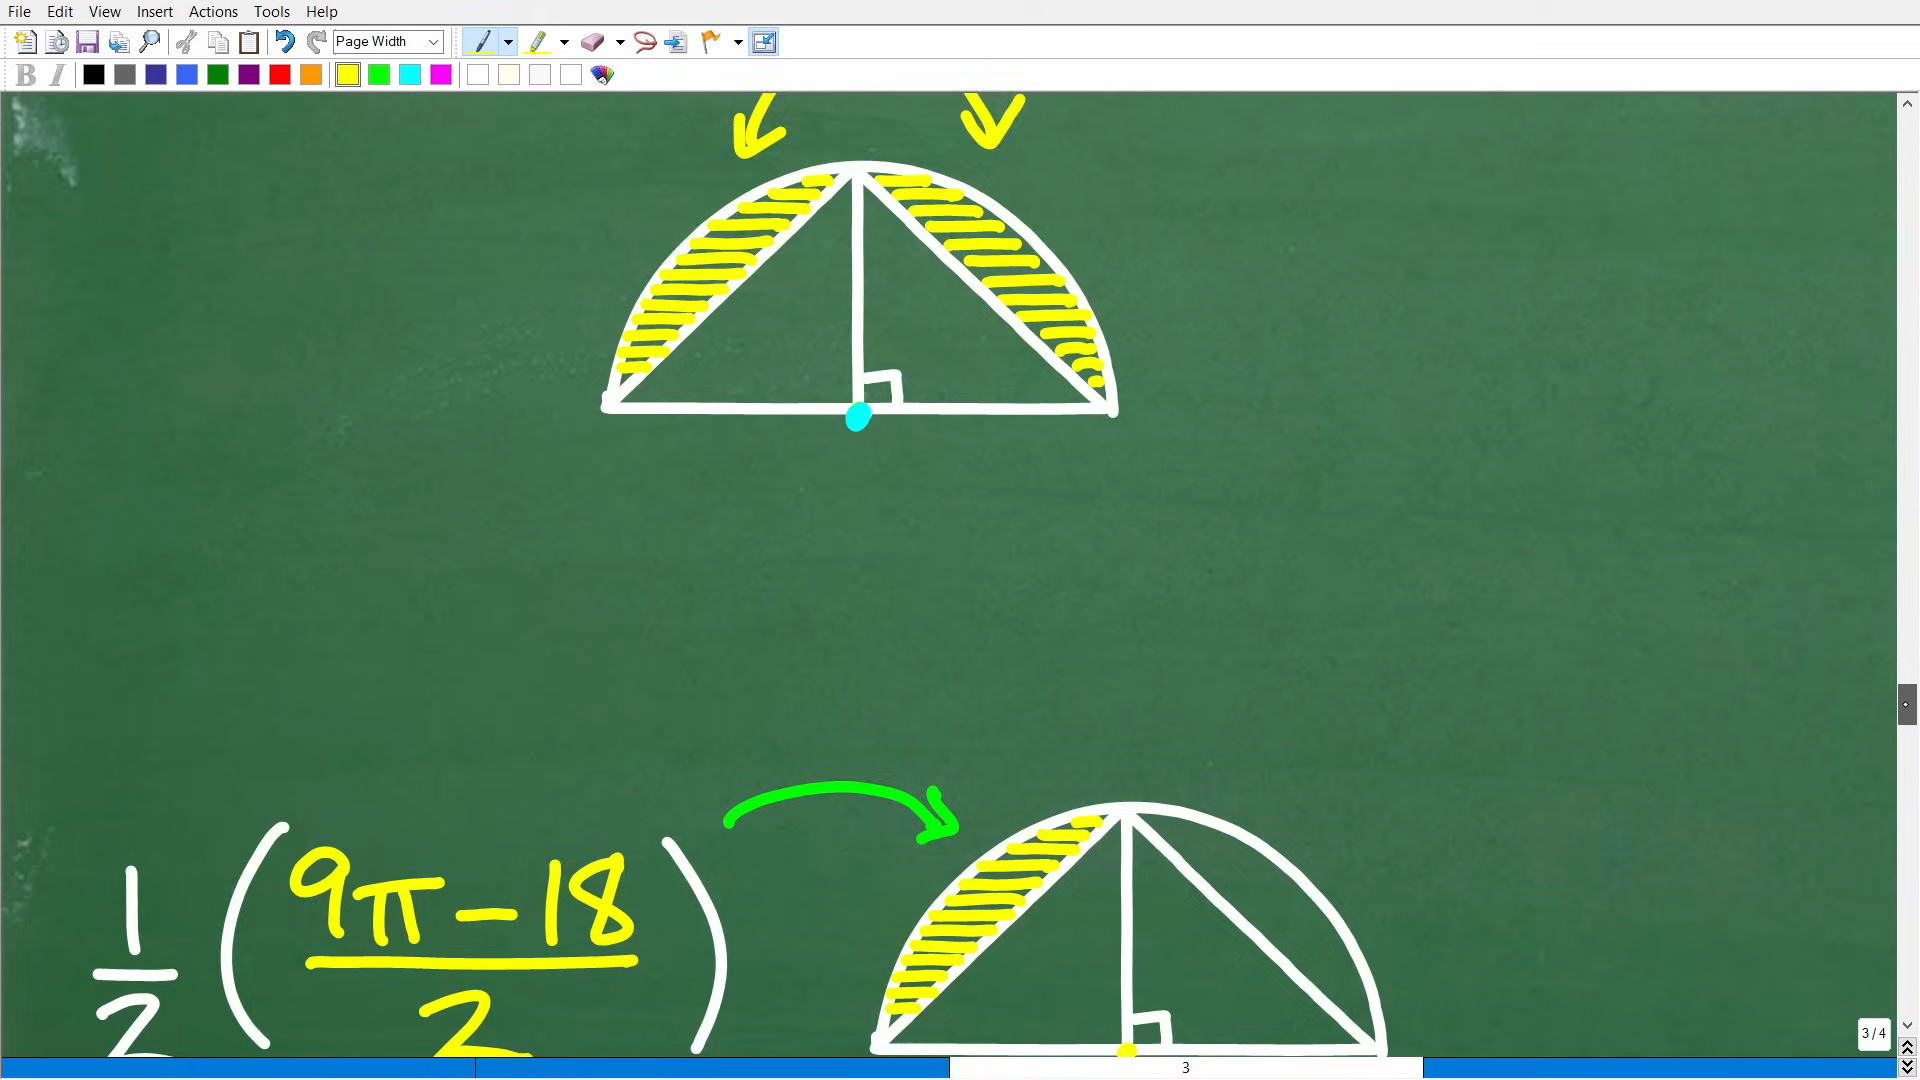 File Edit View Insert Actions Tools Help
Page Width
B I
1/2 ( (9π - 18)/2 )
3 / 4
3